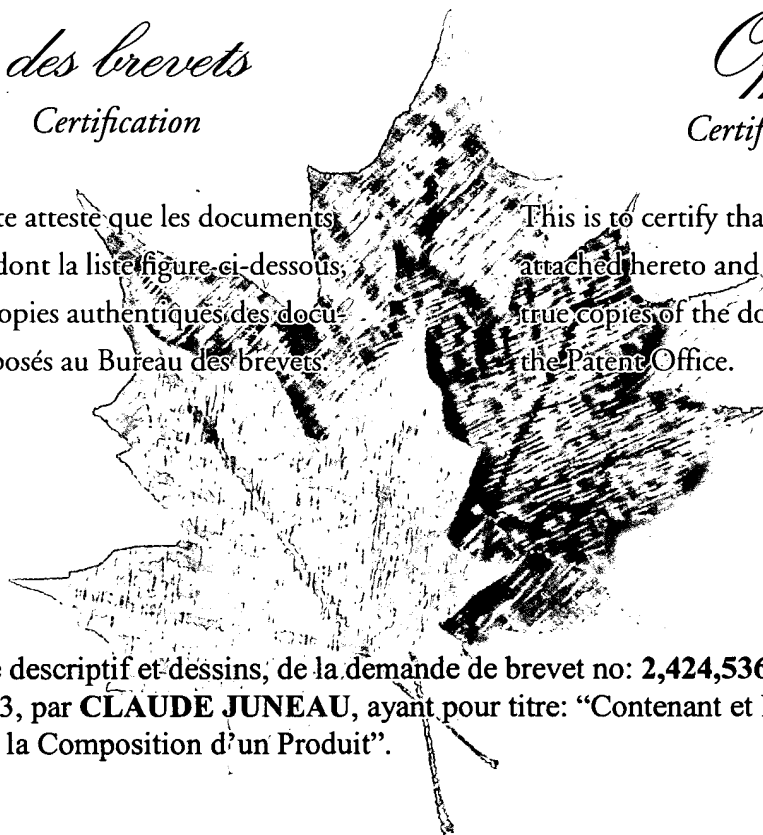 des brevets
Certification
te atteste que les documents
dont la liste figure ci-dessous,
opies authentiques des docu-
posés au Bureau des brevets.
Certif
This is to certify tha
attached hereto and
true copies of the do
the Patent Office.
descriptif et dessins, de la demande de brevet no: 2,424,536
3, par CLAUDE JUNEAU, ayant pour titre: “Contenant et
la Composition d’un Produit”.